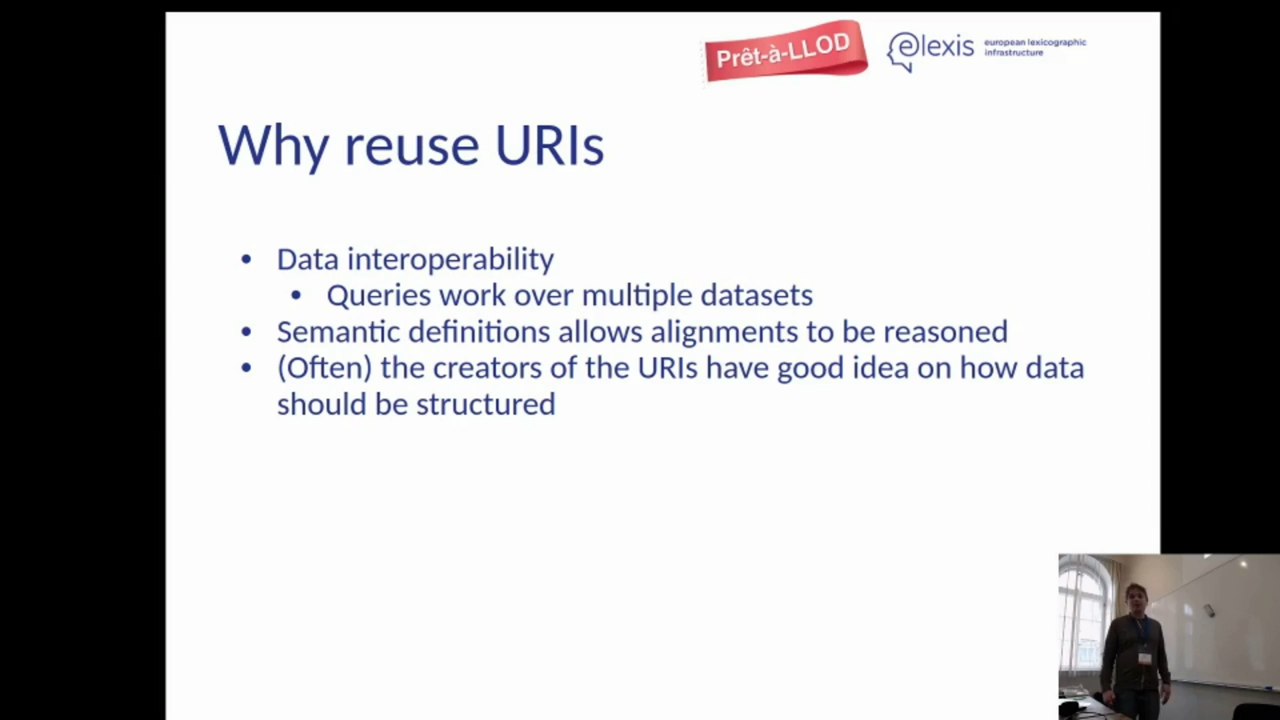 Prêt-à-LLOD
elexis
european lexicographic
infrastructure
Why reuse URIs
• Data interoperability
• Queries work over multiple datasets
• Semantic definitions allows alignments to be reasoned
• (Often) the creators of the URIs have good idea on how data
should be structured